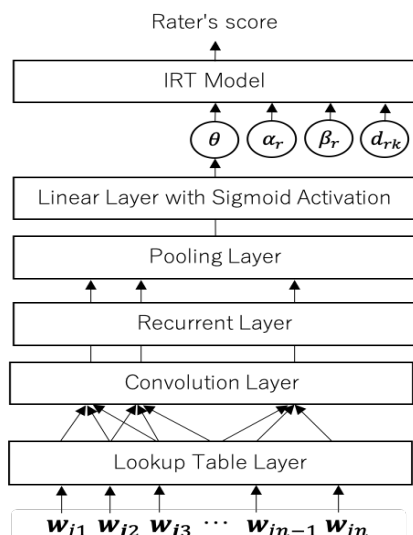 Rater's score
IRT Model
θ α_r β_r d_rk
Linear Layer with Sigmoid Activation
Pooling Layer
Recurrent Layer
Convolution Layer
Lookup Table Layer
w_i1 w_i2 w_i3 ⋯ w_in−1 w_in